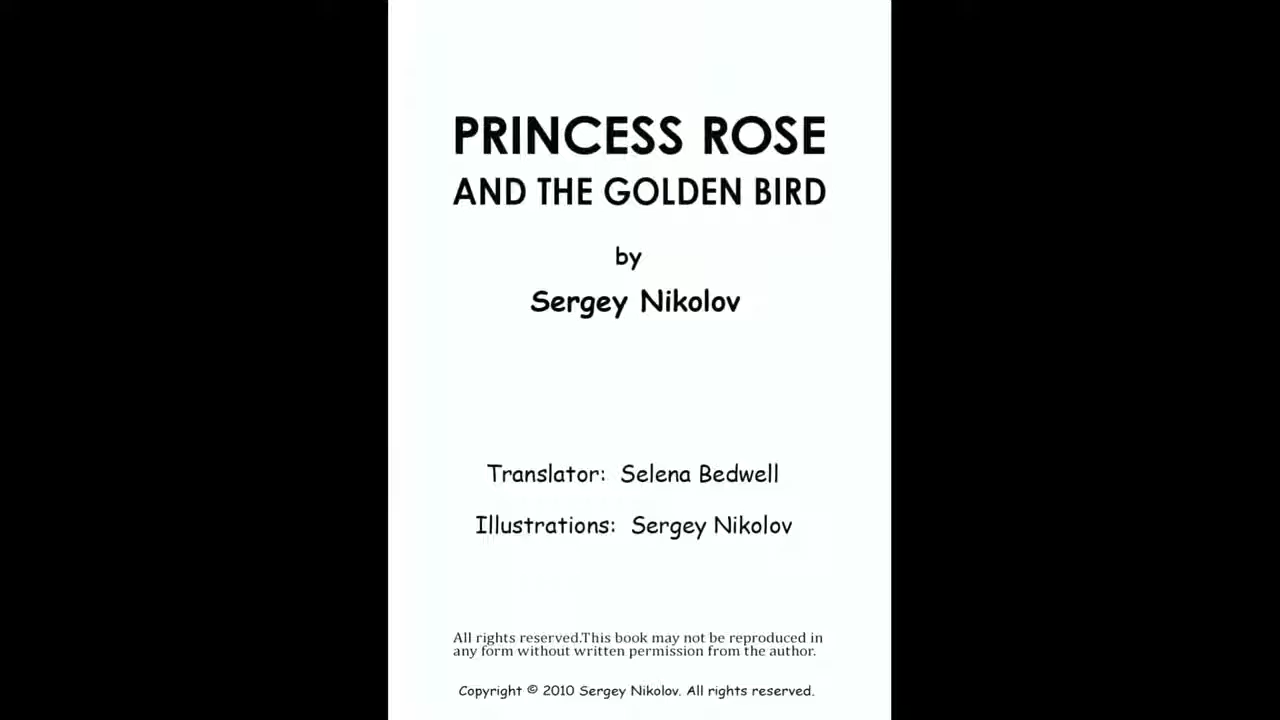 PRINCESS ROSE
AND THE GOLDEN BIRD
by
Sergey Nikolov
Translator: Selena Bedwell
Illustrations: Sergey Nikolov
All rights reserved.This book may not be reproduced in
any form without written permission from the author.
Copyright © 2010 Sergey Nikolov. All rights reserved.